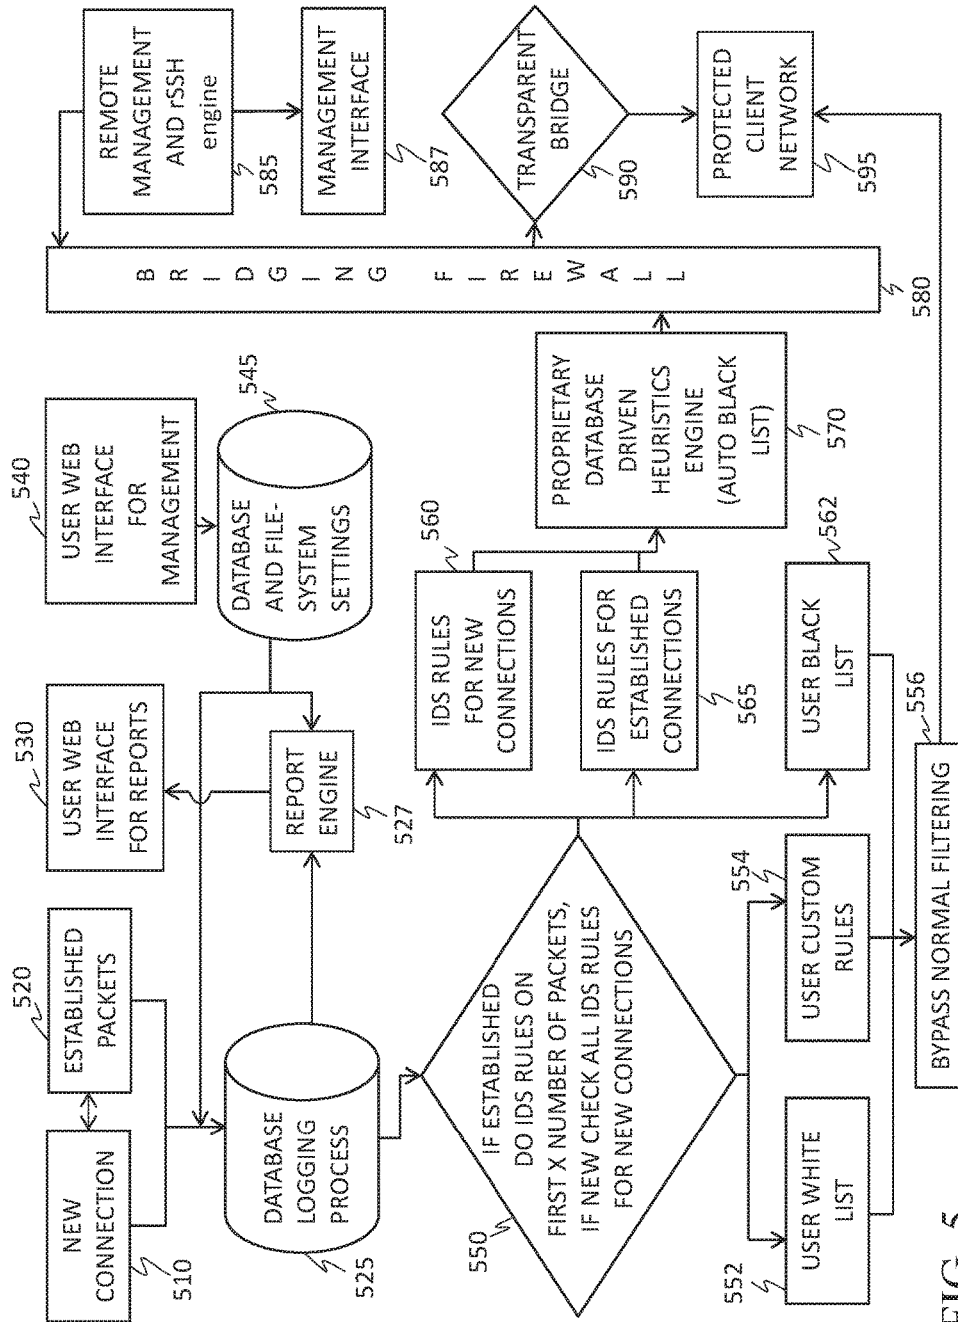 NEW
CONNECTION
510
520
ESTABLISHED
PACKETS
530
USER WEB
INTERFACE
FOR REPORTS
540
USER WEB
INTERFACE
FOR
MANAGEMENT
REMOTE
MANAGEMENT
AND rSSH
engine
585
MANAGEMENT
INTERFACE
587
DATABASE
LOGGING
PROCESS
525
REPORT
ENGINE
527
DATABASE
AND FILE-
SYSTEM
SETTINGS
545
BRIDGING FIREWALL
580
TRANSPARENT
BRIDGE
590
PROTECTED
CLIENT
NETWORK
595
IF ESTABLISHED
DO IDS RULES ON
FIRST X NUMBER OF PACKETS,
IF NEW CHECK ALL IDS RULES
FOR NEW CONNECTIONS
550
IDS RULES
FOR NEW
CONNECTIONS
560
IDS RULES FOR
ESTABLISHED
CONNECTIONS
565
PROPRIETARY
DATABASE
DRIVEN
HEURISTICS
ENGINE
(AUTO BLACK
LIST)
570
552
USER WHITE
LIST
554
USER CUSTOM
RULES
USER BLACK
LIST
562
BYPASS NORMAL FILTERING
556
FIG. 5